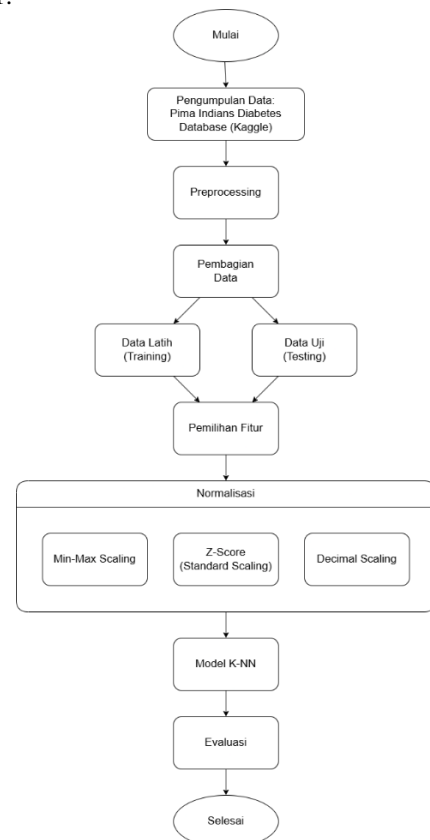 Mulai
Pengumpulan Data:
Pima Indians Diabetes
Database (Kaggle)
Preprocessing
Pembagian
Data
Data Latih
(Training)
Data Uji
(Testing)
Pemilihan Fitur
Normalisasi
Min-Max Scaling
Z-Score
(Standard Scaling)
Decimal Scaling
Model K-NN
Evaluasi
Selesai